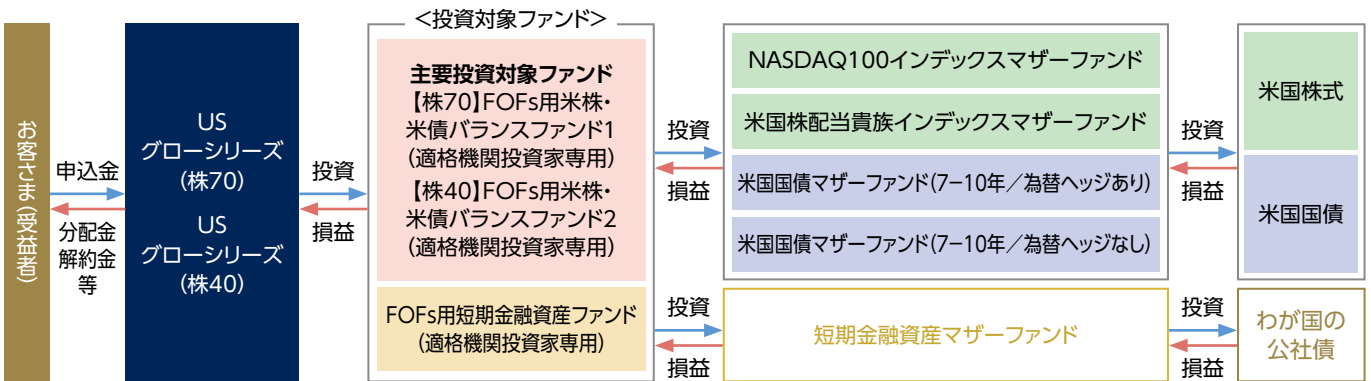 お客さま(受益者)
申込金
分配金
解約金
等
US
グローシリーズ
(株70)
US
グローシリーズ
(株40)
投資
損益
<投資対象ファンド>
主要投資対象ファンド
【株70】FOFs用米株・
米債バランスファンド1
(適格機関投資家専用)
【株40】FOFs用米株・
米債バランスファンド2
(適格機関投資家専用)
FOFs用短期金融資産ファンド
(適格機関投資家専用)
投資
損益
投資
損益
NASDAQ100インデックスマザーファンド
米国株配当貴族インデックスマザーファンド
米国国債マザーファンド(7−10年／為替ヘッジあり)
米国国債マザーファンド(7−10年／為替ヘッジなし)
短期金融資産マザーファンド
投資
損益
投資
損益
米国株式
米国国債
わが国の
公社債